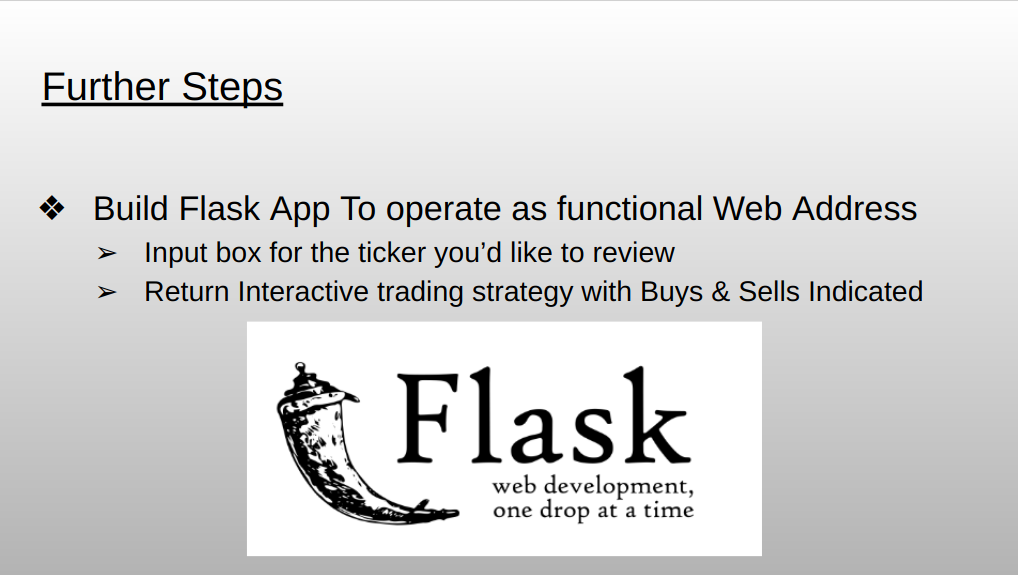 Further Steps
❖ Build Flask App To operate as functional Web Address
➢ Input box for the ticker you’d like to review
➢ Return Interactive trading strategy with Buys & Sells Indicated
Flask
web development,
one drop at a time